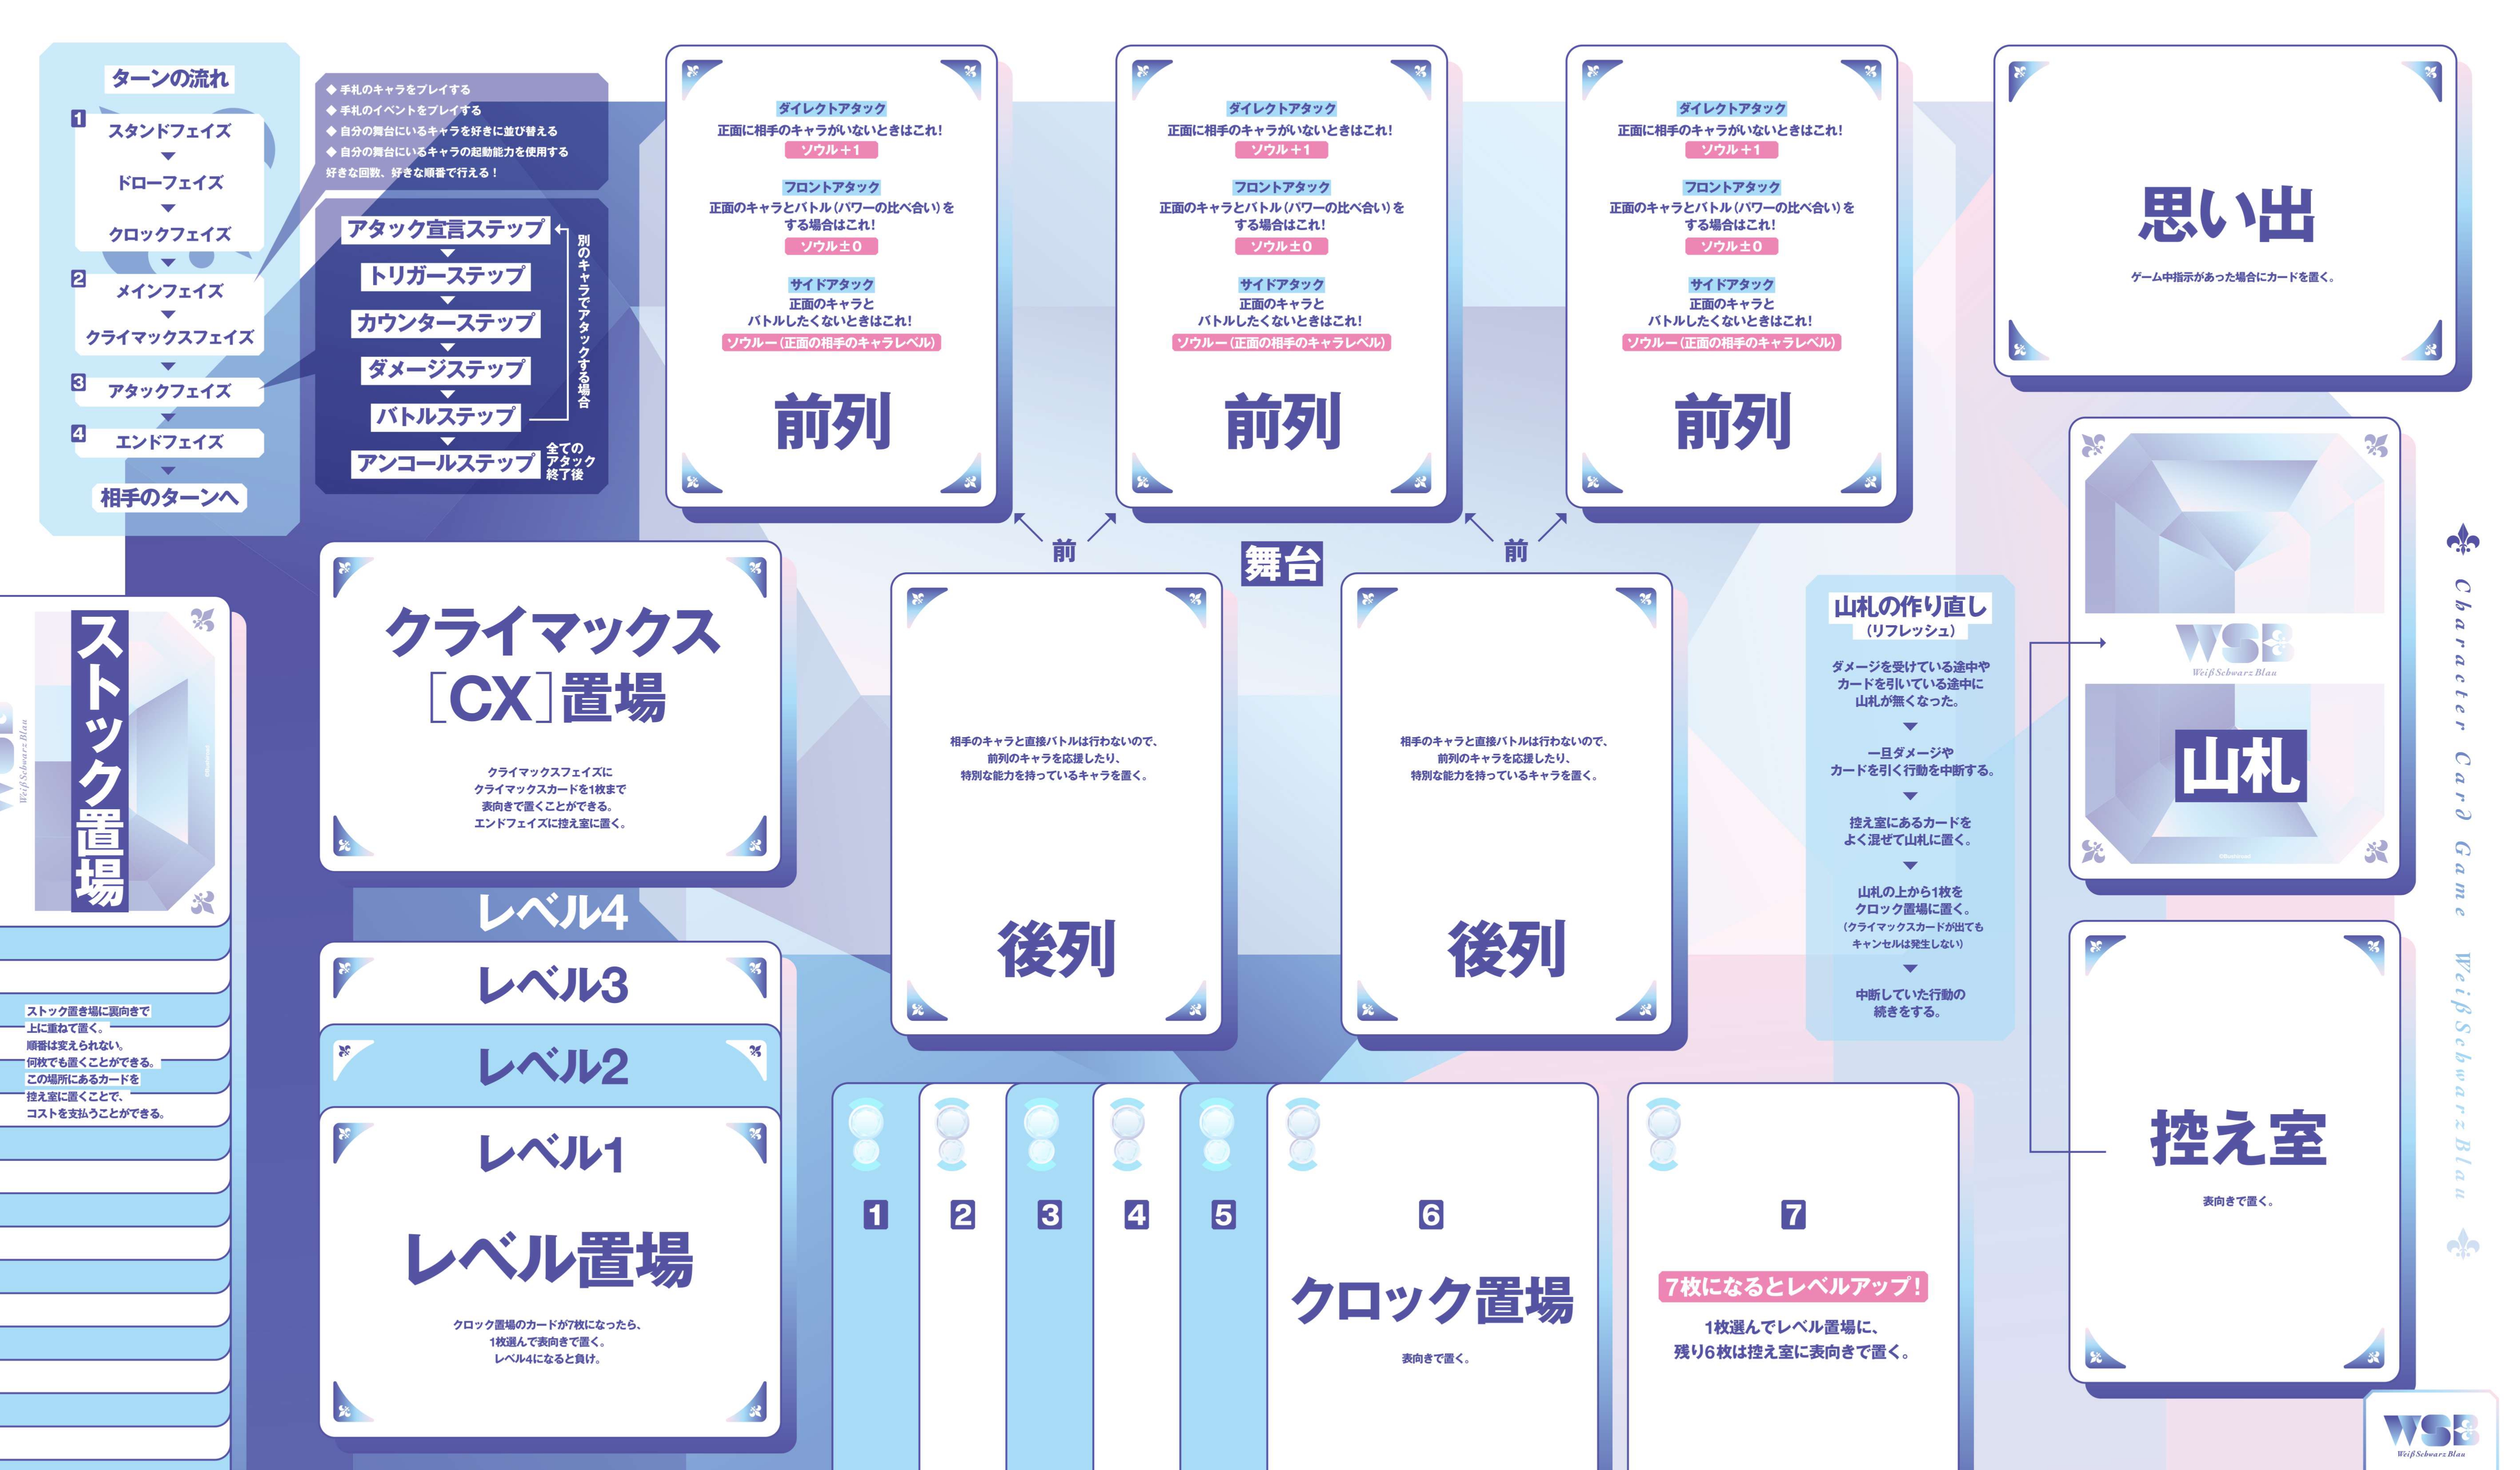 ターンの流れ
1
スタンドフェイズ
ドローフェイズ
クロックフェイズ
2
メインフェイズ
クライマックスフェイズ
3
アタックフェイズ
4
エンドフェイズ
相手のターンへ
◆ 手札のキャラをプレイする
◆ 手札のイベントをプレイする
◆ 自分の舞台にいるキャラを好きに並び替える
◆ 自分の舞台にいるキャラの起動能力を使用する
好きな回数、好きな順番で行える！
アタック宣言ステップ
トリガーステップ
カウンターステップ
ダメージステップ
バトルステップ
アンコールステップ
別のキャラでアタックする場合
全ての
アタック
終了後
ダイレクトアタック
正面に相手のキャラがいないときはこれ！
ソウル＋1
フロントアタック
正面のキャラとバトル（パワーの比べ合い）を
する場合はこれ！
ソウル±0
サイドアタック
正面のキャラと
バトルしたくないときはこれ！
ソウルー（正面の相手のキャラレベル）
前列
ダイレクトアタック
正面に相手のキャラがいないときはこれ！
ソウル＋1
フロントアタック
正面のキャラとバトル（パワーの比べ合い）を
する場合はこれ！
ソウル±0
サイドアタック
正面のキャラと
バトルしたくないときはこれ！
ソウルー（正面の相手のキャラレベル）
前列
ダイレクトアタック
正面に相手のキャラがいないときはこれ！
ソウル＋1
フロントアタック
正面のキャラとバトル（パワーの比べ合い）を
する場合はこれ！
ソウル±0
サイドアタック
正面のキャラと
バトルしたくないときはこれ！
ソウルー（正面の相手のキャラレベル）
前列
思い出
ゲーム中指示があった場合にカードを置く。
前
舞台
前
ストック置場
Weiß Schwarz Blau
ストック置き場に裏向きで
上に重ねて置く。
順番は変えられない。
何枚でも置くことができる。
この場所にあるカードを
控え室に置くことで、
コストを支払うことができる。
クライマックス
［CX］置場
クライマックスフェイズに
クライマックスカードを1枚まで
表向きで置くことができる。
エンドフェイズに控え室に置く。
レベル4
レベル3
レベル2
レベル1
レベル置場
クロック置場のカードが7枚になったら、
1枚選んで表向きで置く。
レベル4になると負け。
相手のキャラと直接バトルは行わないので、
前列のキャラを応援したり、
特別な能力を持っているキャラを置く。
後列
相手のキャラと直接バトルは行わないので、
前列のキャラを応援したり、
特別な能力を持っているキャラを置く。
後列
山札の作り直し
（リフレッシュ）
ダメージを受けている途中や
カードを引いている途中に
山札が無くなった。
一旦ダメージや
カードを引く行動を中断する。
控え室にあるカードを
よく混ぜて山札に置く。
山札の上から1枚を
クロック置場に置く。
（クライマックスカードが出ても
キャンセルは発生しない）
中断していた行動の
続きをする。
WSB
Weiß Schwarz Blau
山札
控え室
表向きで置く。
1
2
3
4
5
6
クロック置場
表向きで置く。
7
7枚になるとレベルアップ！
1枚選んでレベル置場に、
残り6枚は控え室に表向きで置く。
Character Card Game Weiß Schwarz Blau
WSB
Weiß Schwarz Blau